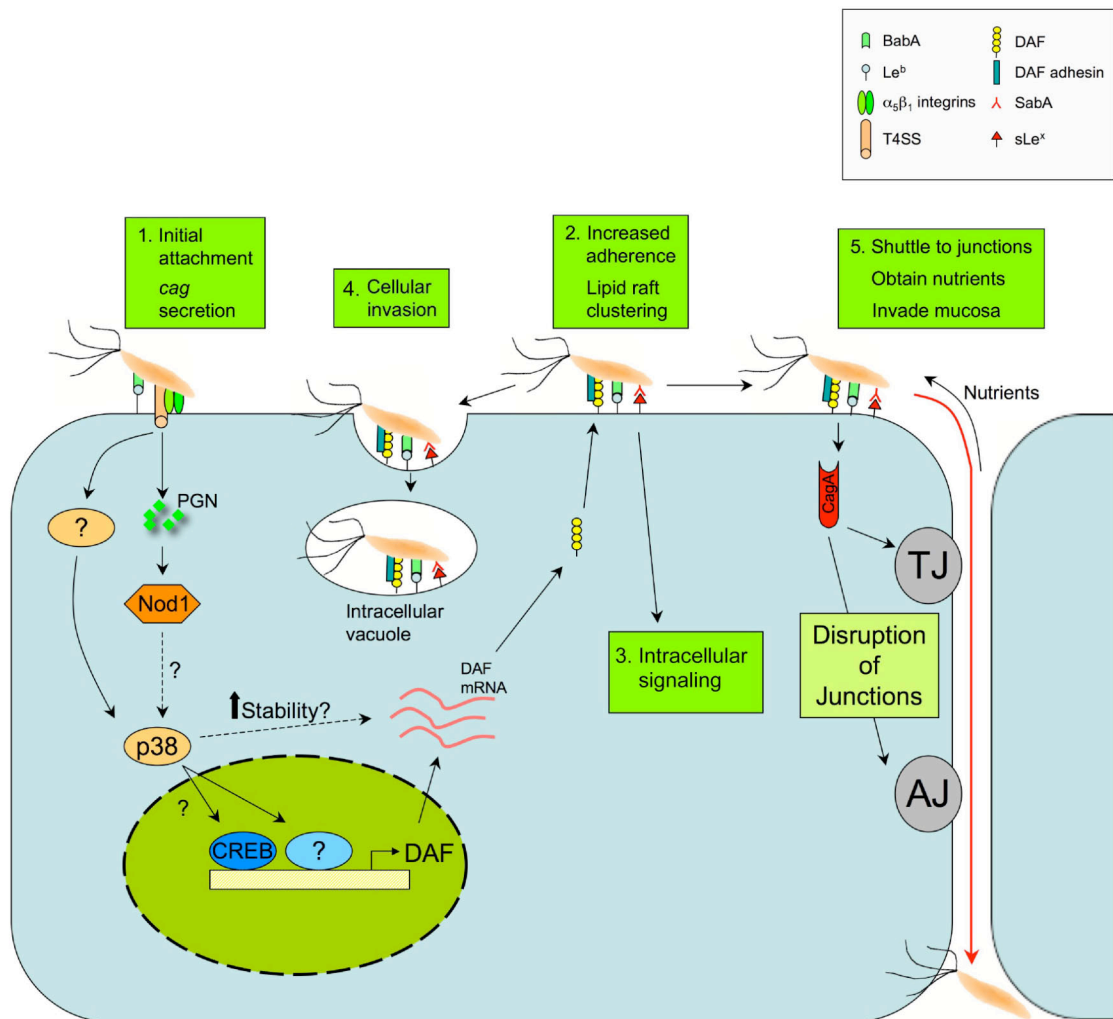 BabA
Leᵇ
α₅β₁ integrins
T4SS
DAF
DAF adhesin
SabA
sLeˣ
1. Initial
attachment
cag
secretion
4. Cellular
invasion
2. Increased
adherence
Lipid raft
clustering
5. Shuttle to junctions
Obtain nutrients
Invade mucosa
Nutrients
PGN
?
Nod1
?
p38
Stability?
?
CREB
?
DAF
DAF
mRNA
Intracellular
vacuole
3. Intracellular
signaling
CagA
TJ
Disruption
of
Junctions
AJ